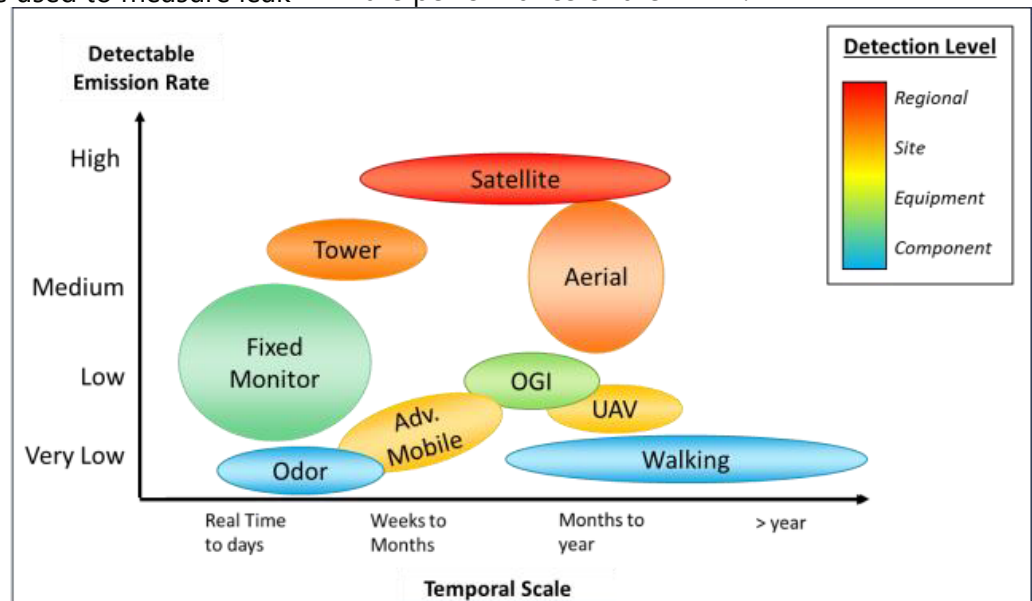 Detectable
Emission Rate
Detection Level
Regional
Site
Equipment
Component
High
Medium
Low
Very Low
Satellite
Tower
Aerial
Fixed
Monitor
OGI
UAV
Adv.
Mobile
Odor
Walking
Real Time
to days
Weeks to
Months
Months to
year
> year
Temporal Scale